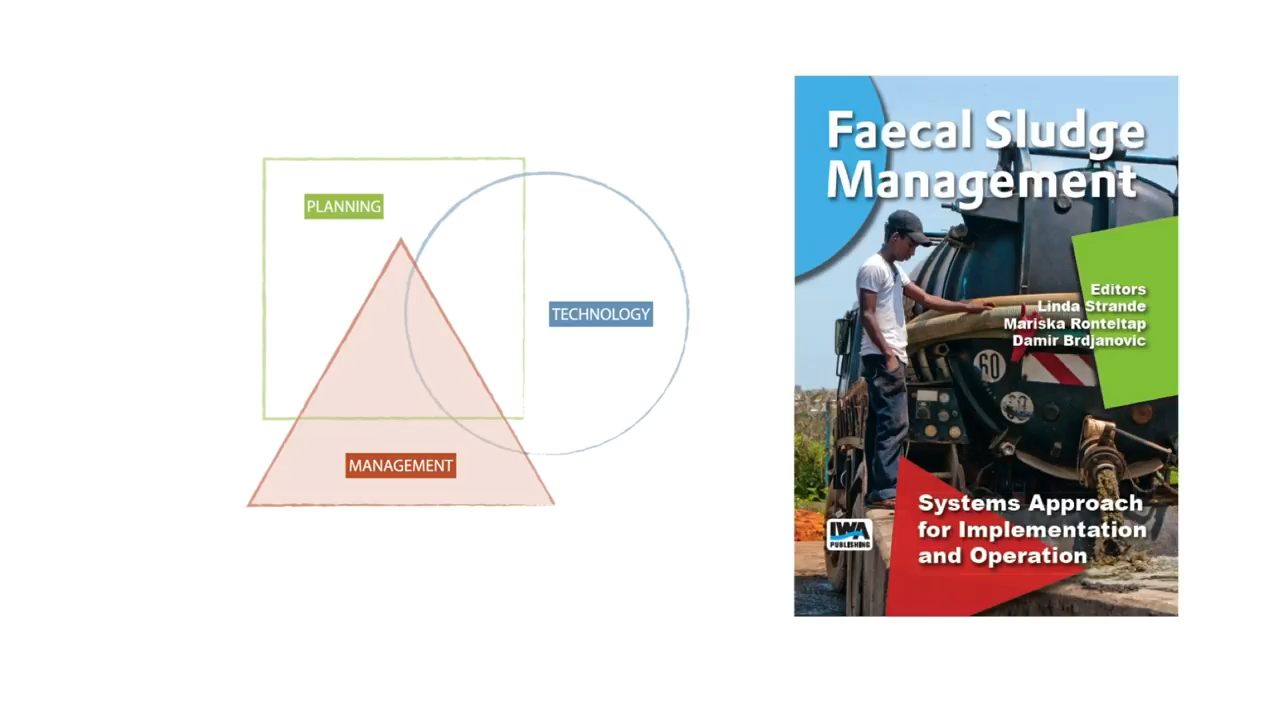 PLANNING
TECHNOLOGY
MANAGEMENT
Faecal Sludge
Management
Editors
Linda Strande
Mariska Ronteltap
Damir Brdjanovic
60
Systems Approach
for Implementation
and Operation
IWA
PUBLISHING